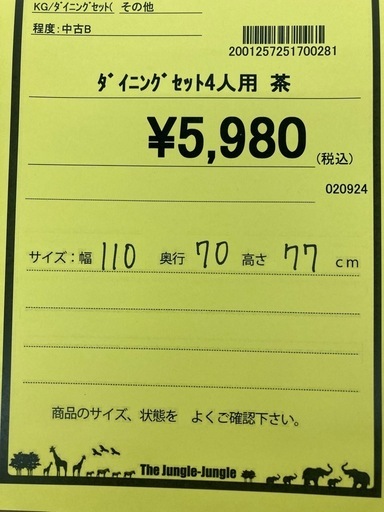 KG/ﾀﾞｲﾆﾝｸﾞｾｯﾄ( その他
程度:中古B
2001257251700281
ﾀﾞｲﾆﾝｸﾞｾｯﾄ4人用 茶
¥5,980(税込)
020924
サイズ:幅 110 奥行 70 高さ 77 cm
商品のサイズ、状態を よくご確認下さい。
The Jungle-Jungle